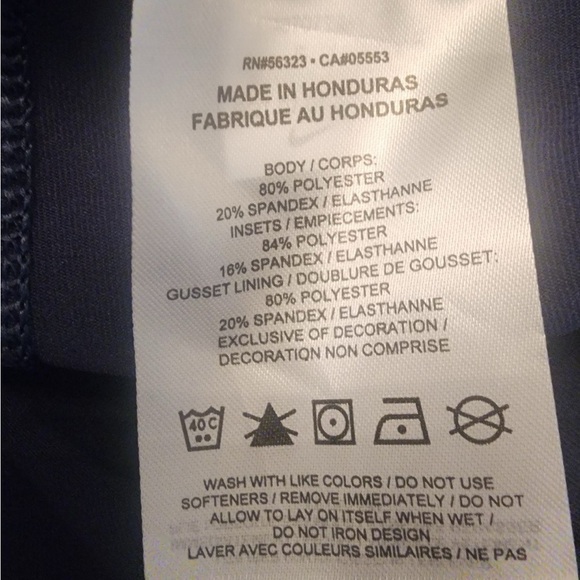 RN#56323 • CA#05553
MADE IN HONDURAS
FABRIQUE AU HONDURAS
BODY / CORPS:
80% POLYESTER
20% SPANDEX / ELASTHANNE
INSETS / EMPIECEMENTS:
84% POLYESTER
16% SPANDEX / ELASTHANNE
GUSSET LINING / DOUBLURE DE GOUSSET:
80% POLYESTER
20% SPANDEX / ELASTHANNE
EXCLUSIVE OF DECORATION /
DECORATION NON COMPRISE
40 C
WASH WITH LIKE COLORS / DO NOT USE
SOFTENERS / REMOVE IMMEDIATELY / DO NOT
ALLOW TO LAY ON ITSELF WHEN WET /
DO NOT IRON DESIGN
LAVER AVEC COULEURS SIMILAIRES / NE PAS